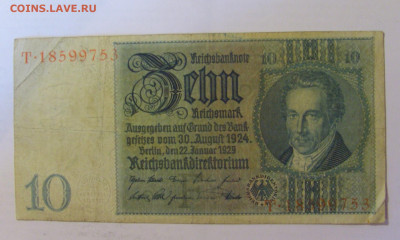 COINS.LAVE.RU
T·18599753
Reichsbanknote
10
10
Zehn
Reichsmark
Ausgegeben auf Grund des Bank-
gesetzes vom 30. August 1924.
Berlin, den 22. Januar 1929
Reichsbankdirektorium
10
T·18599753